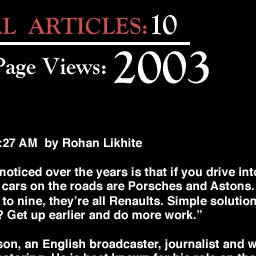 L ARTICLES: 10
Page Views: 2003
:27 AM by Rohan Likhite
noticed over the years is that if you drive into
cars on the roads are Porsches and Astons.
to nine, they're all Renaults. Simple solution
? Get up earlier and do more work.”
son, an English broadcaster, journalist and w